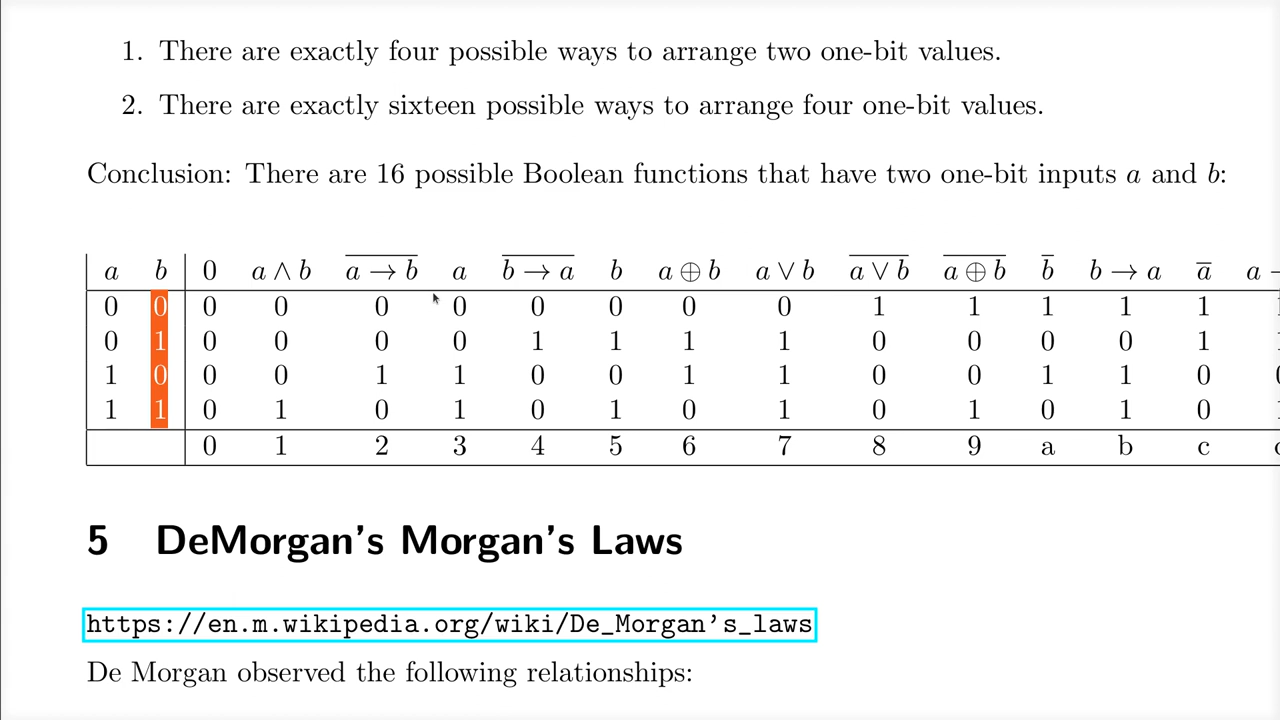 1. There are exactly four possible ways to arrange two one-bit values.
2. There are exactly sixteen possible ways to arrange four one-bit values.
Conclusion: There are 16 possible Boolean functions that have two one-bit inputs a and b:
a b 0 a ∧ b a̅ ̅→̅ ̅b̅ a b̅ ̅→̅ ̅a̅ b a ⊕ b a ∨ b a̅ ̅∨̅ ̅b̅ a̅ ̅⊕̅ ̅b̅ b̅ b → a a̅ a -
0 0 0 0 0 0 0 0 0 0 1 1 1 1 1 1
0 1 0 0 0 0 1 1 1 1 0 0 0 0 1 1
1 0 0 0 1 1 0 0 1 1 0 0 1 1 0 0
1 1 0 1 0 1 0 1 0 1 0 1 0 1 0 1
0 1 2 3 4 5 6 7 8 9 a b c
5 DeMorgan's Morgan's Laws
https://en.m.wikipedia.org/wiki/De_Morgan's_laws
De Morgan observed the following relationships: